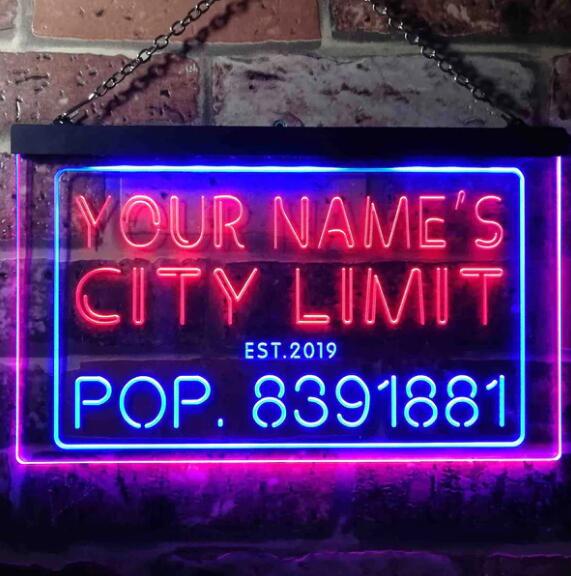 YOUR NAME'S
CITY LIMIT
EST.2019
POP. 8391881